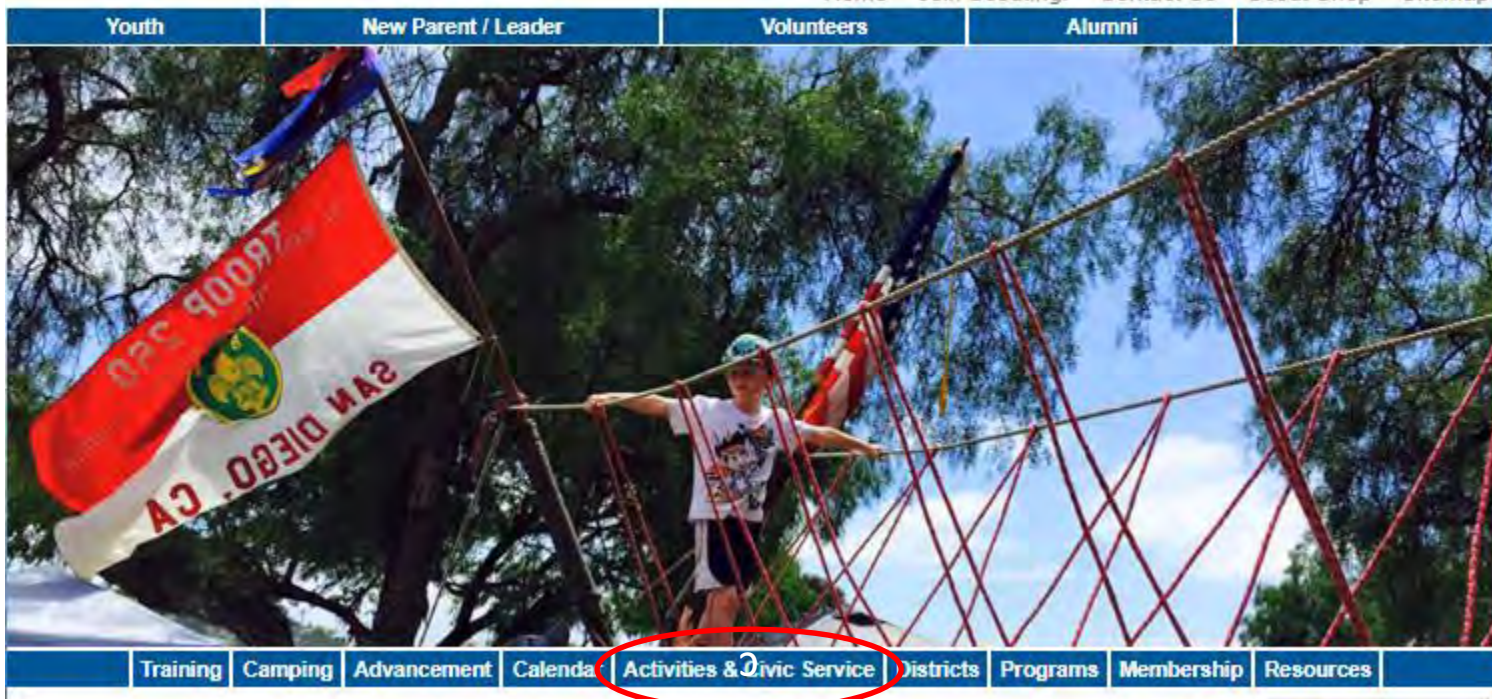 Youth New Parent / Leader Volunteers Alumni
TROOP 260
SAN DIEGO, CA.
Training Camping Advancement Calendar Activities & Civic Service Districts Programs Membership Resources